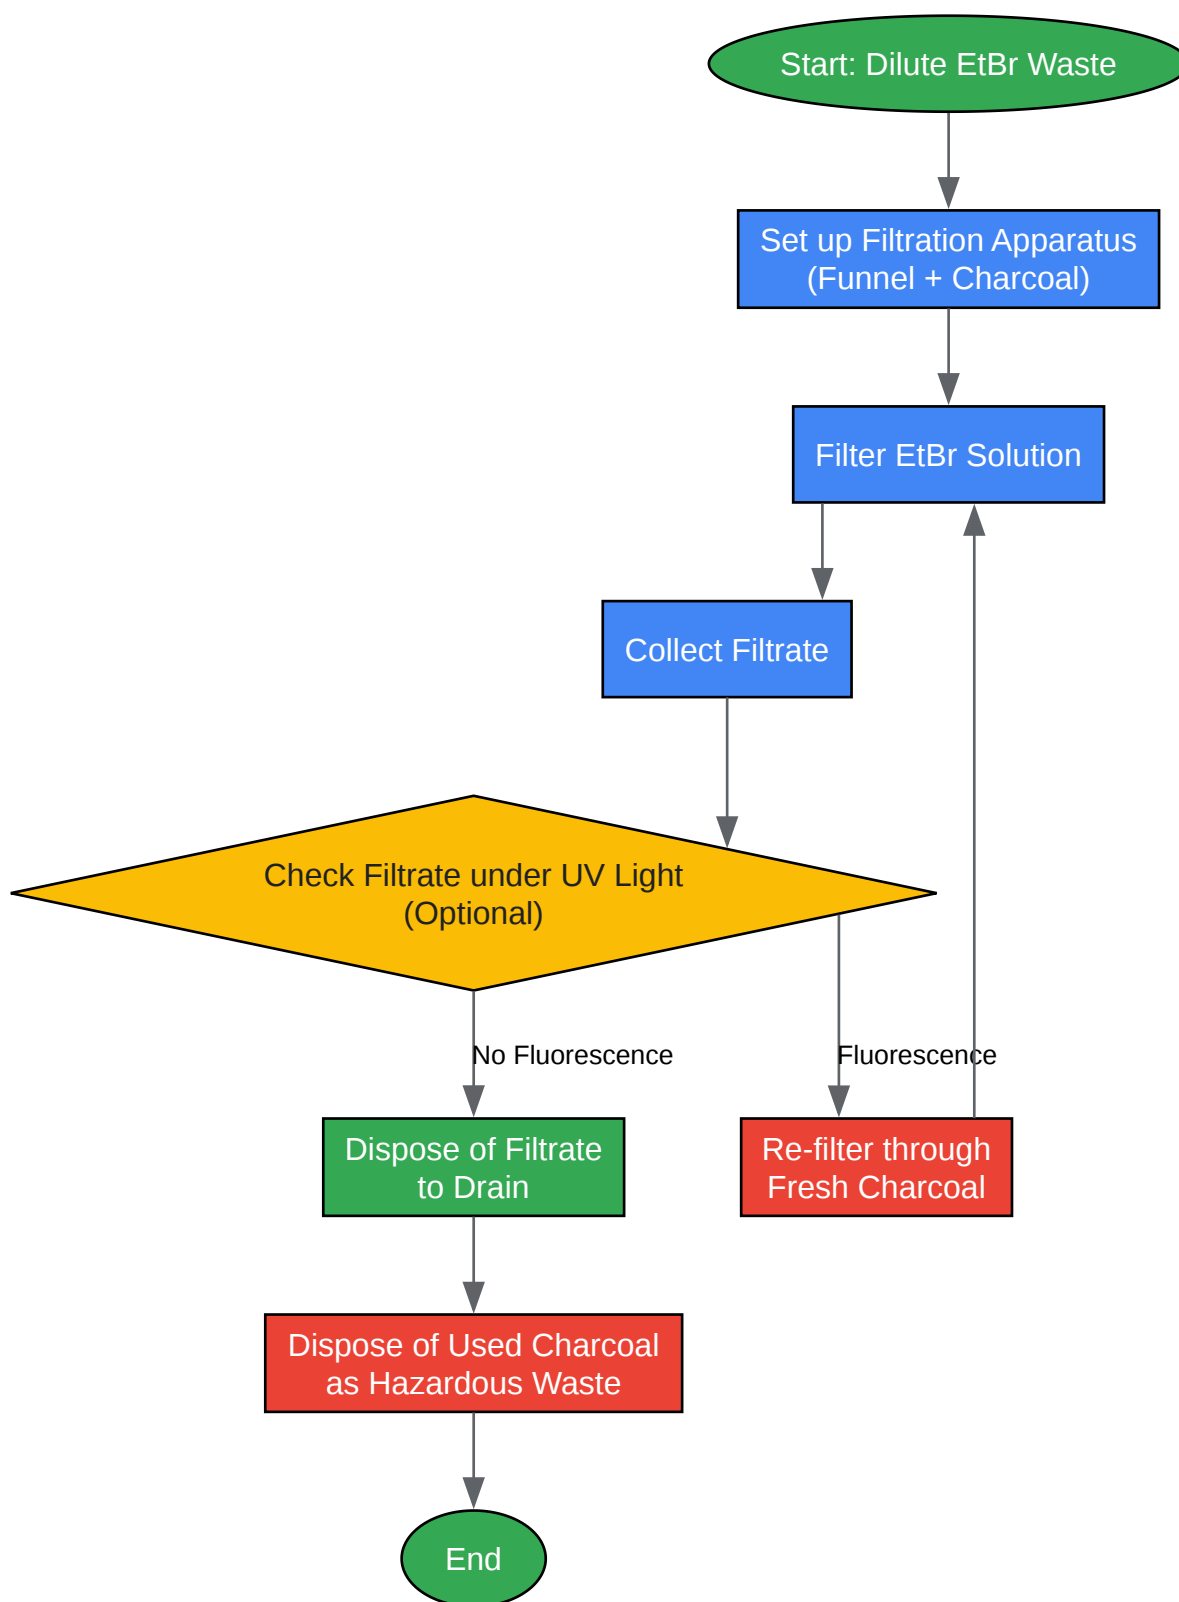 Start: Dilute EtBr Waste
Set up Filtration Apparatus
(Funnel + Charcoal)
Filter EtBr Solution
Collect Filtrate
Check Filtrate under UV Light
(Optional)
No Fluorescence
Fluorescence
Dispose of Filtrate
to Drain
Re-filter through
Fresh Charcoal
Dispose of Used Charcoal
as Hazardous Waste
End